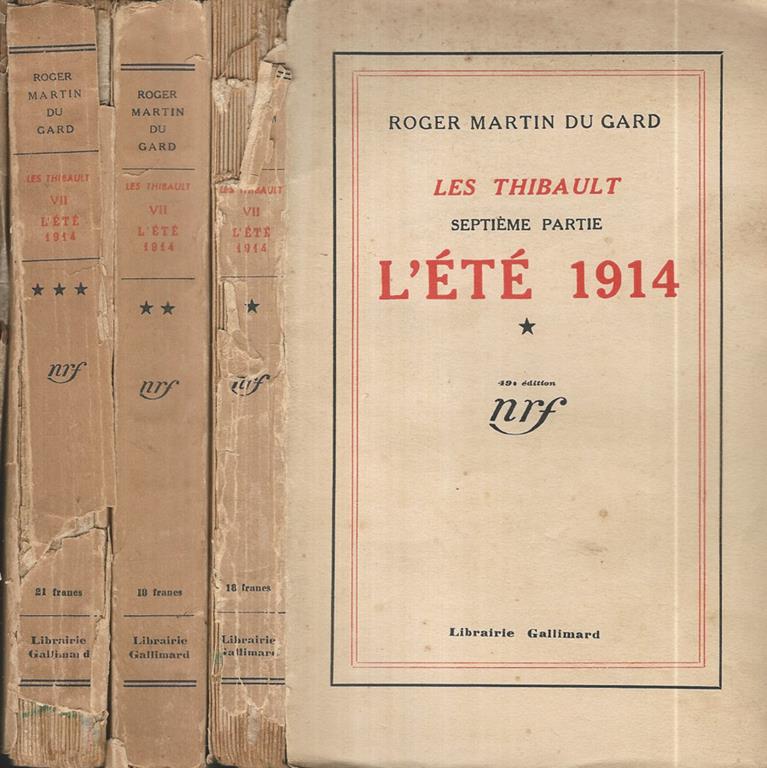 ROGER
MARTIN
DU
GARD
LES THIBAULT
VII
L'ÉTÉ
1914
★★★
nrf
21 francs
Librairie
Gallimard
ROGER
MARTIN
DU
GARD
LES THIBAULT
VII
L'ÉTÉ
1914
★★
nrf
18 francs
Librairie
Gallimard
VII
L'ÉTÉ
1914
★
nrf
18 francs
Librairie
ROGER MARTIN DU GARD
LES THIBAULT
SEPTIÈME PARTIE
L'ÉTÉ 1914
★
49e édition
nrf
Librairie Gallimard